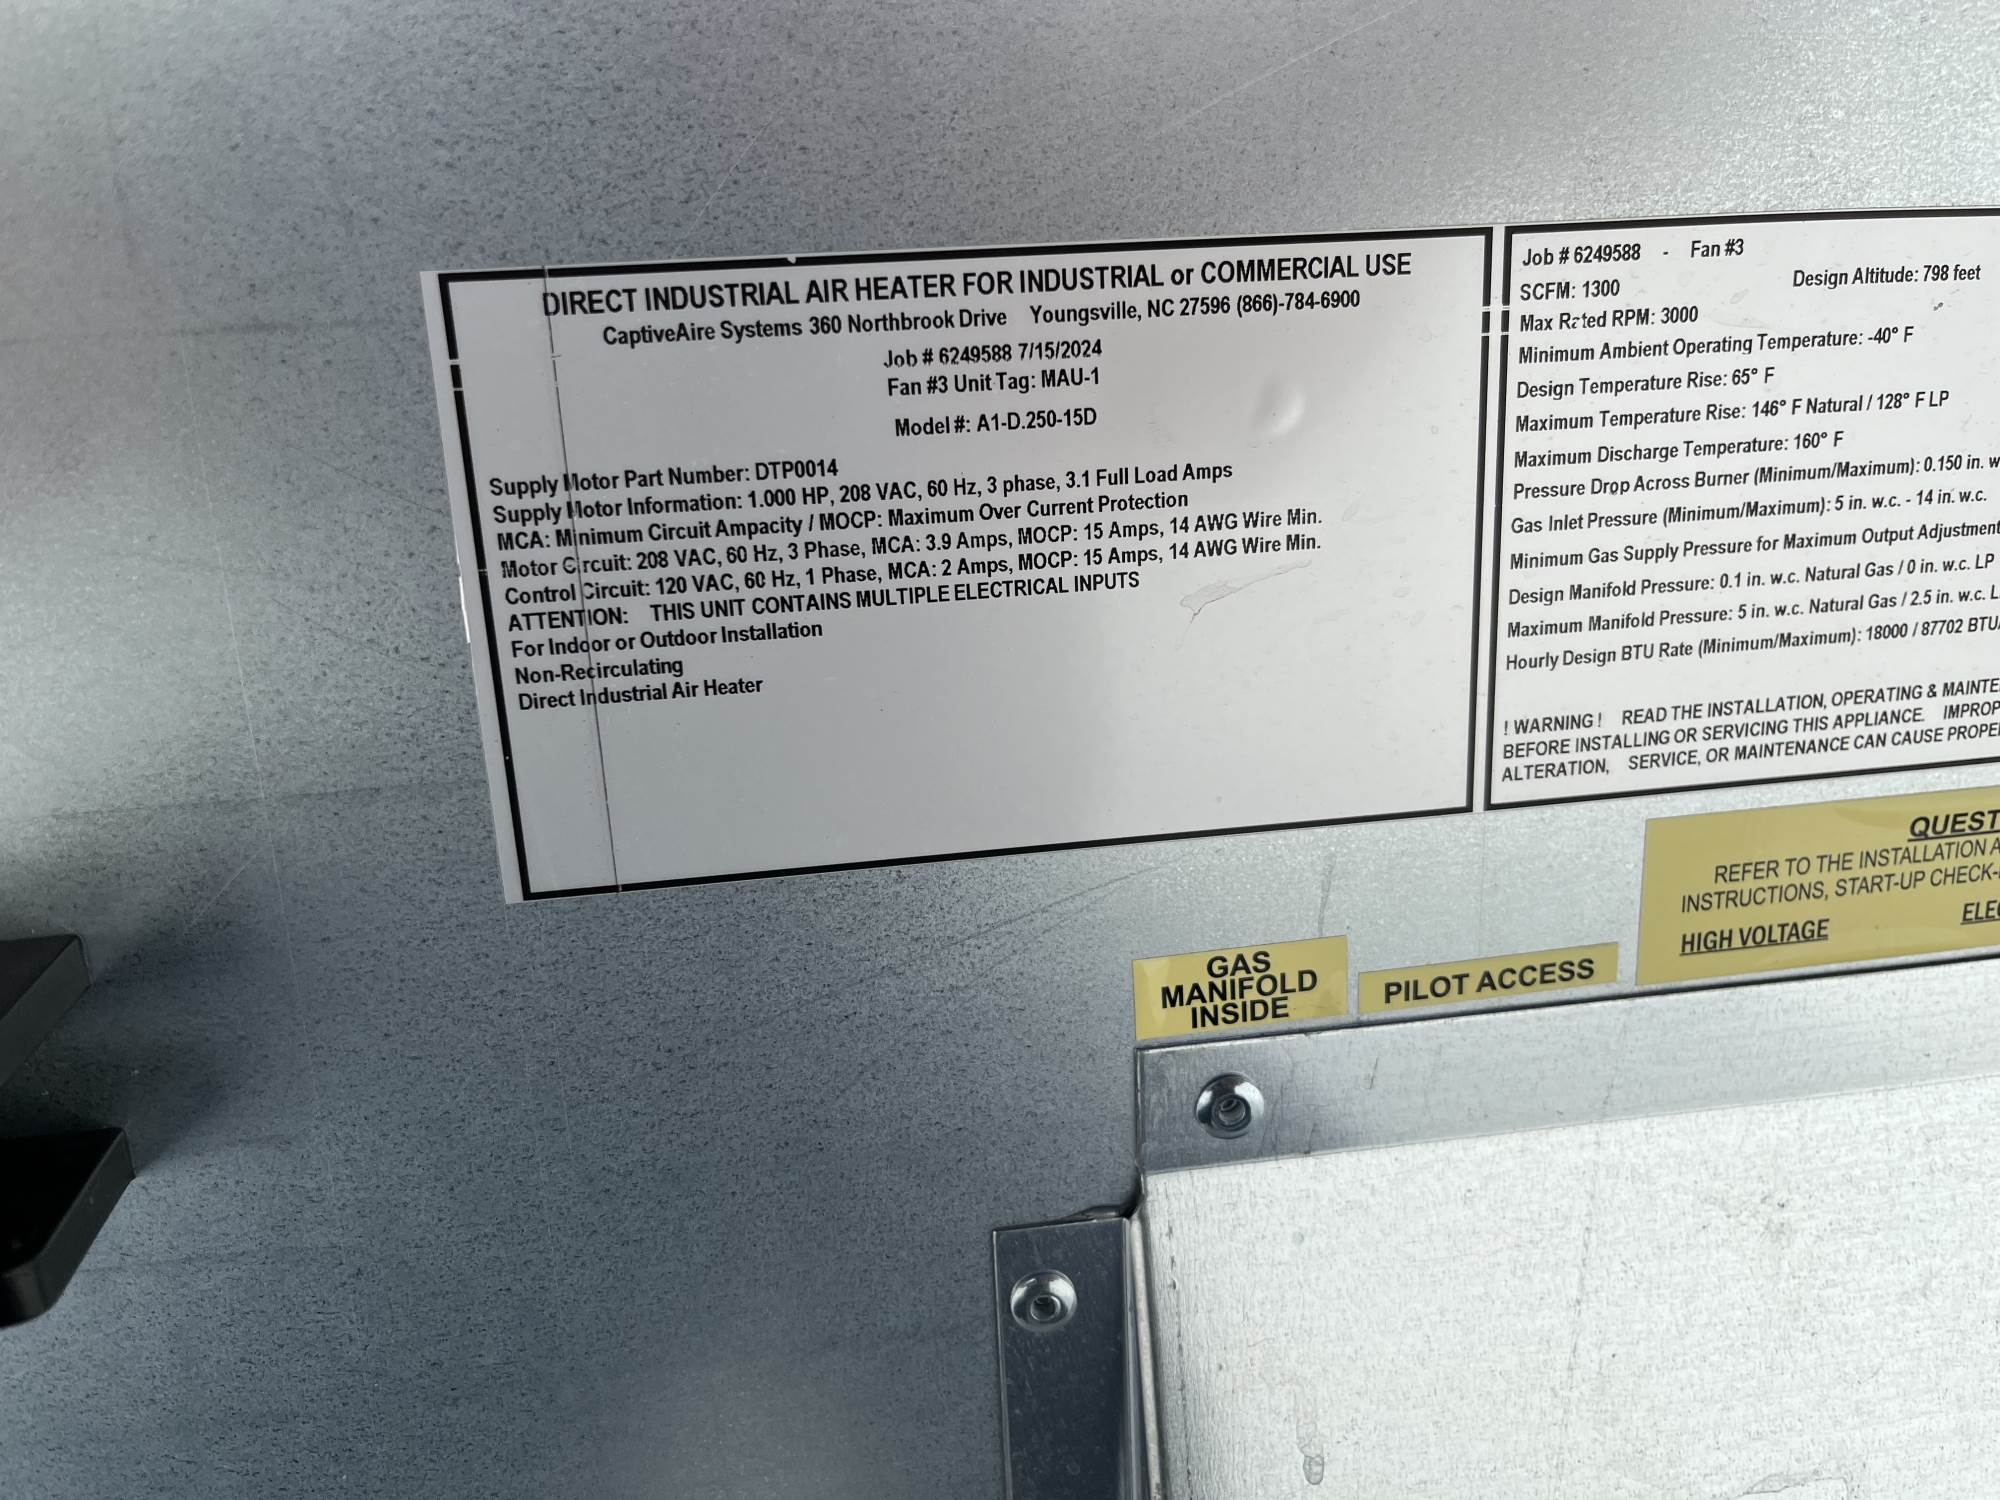 DIRECT INDUSTRIAL AIR HEATER FOR INDUSTRIAL or COMMERCIAL USE
CaptiveAire Systems 360 Northbrook Drive Youngsville, NC 27596 (866)-784-6900
Job # 6249588 7/15/2024
Fan #3 Unit Tag: MAU-1
Model #: A1-D.250-15D
Supply Motor Part Number: DTP0014
Supply Motor Information: 1.000 HP, 208 VAC, 60 Hz, 3 phase, 3.1 Full Load Amps
MCA: Minimum Circuit Ampacity / MOCP: Maximum Over Current Protection
Motor Circuit: 208 VAC, 60 Hz, 3 Phase, MCA: 3.9 Amps, MOCP: 15 Amps, 14 AWG Wire Min.
Control Circuit: 120 VAC, 60 Hz, 1 Phase, MCA: 2 Amps, MOCP: 15 Amps, 14 AWG Wire Min.
ATTENTION: THIS UNIT CONTAINS MULTIPLE ELECTRICAL INPUTS
For Indoor or Outdoor Installation
Non-Recirculating
Direct Industrial Air Heater
Job # 6249588 - Fan #3
SCFM: 1300 Design Altitude: 798 feet
Max Rated RPM: 3000
Minimum Ambient Operating Temperature: -40° F
Design Temperature Rise: 65° F
Maximum Temperature Rise: 146° F Natural / 128° F LP
Maximum Discharge Temperature: 160° F
Pressure Drop Across Burner (Minimum/Maximum): 0.150 in. w
Gas Inlet Pressure (Minimum/Maximum): 5 in. w.c. - 14 in. w.c.
Minimum Gas Supply Pressure for Maximum Output Adjustment
Design Manifold Pressure: 0.1 in. w.c. Natural Gas / 0 in. w.c. LP
Maximum Manifold Pressure: 5 in. w.c. Natural Gas / 2.5 in. w.c. L
Hourly Design BTU Rate (Minimum/Maximum): 18000 / 87702 BTU
! WARNING ! READ THE INSTALLATION, OPERATING & MAINTE
BEFORE INSTALLING OR SERVICING THIS APPLIANCE. IMPROP
ALTERATION, SERVICE, OR MAINTENANCE CAN CAUSE PROPE
QUEST
REFER TO THE INSTALLATION A
INSTRUCTIONS, START-UP CHECK-
HIGH VOLTAGE ELE
GAS
MANIFOLD
INSIDE
PILOT ACCESS